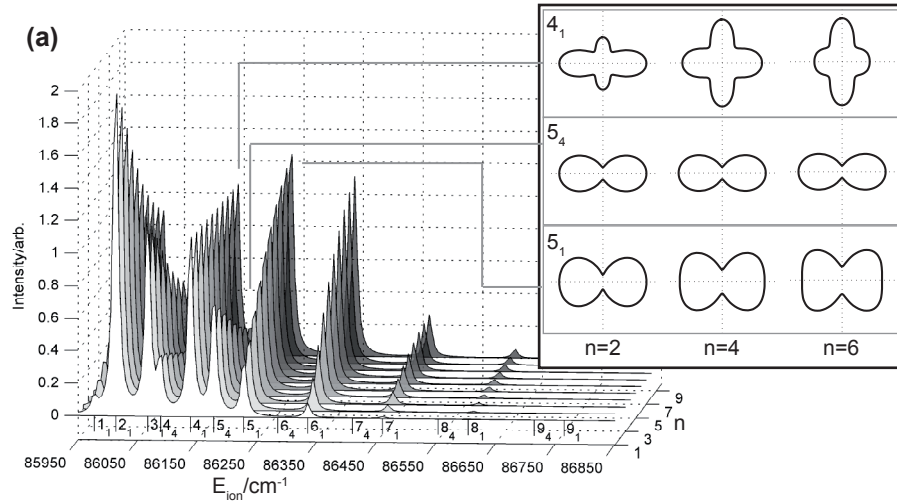 (a)
Intensity/arb.
2
1.8
1.6
1.4
1.2
1
0.8
0.6
0.4
0.2
0
1₁ 2₁ 3₁ 4₄ 4₁ 5₄ 5₁ 6₄ 6₁ 7₄ 7₁ 8₄ 8₁ 9₄ 9₁
85950 86050 86150 86250 86350 86450 86550 86650 86750 86850
E_ion/cm⁻¹
1 3 5 7 9
n
4₁
5₄
5₁
n=2 n=4 n=6